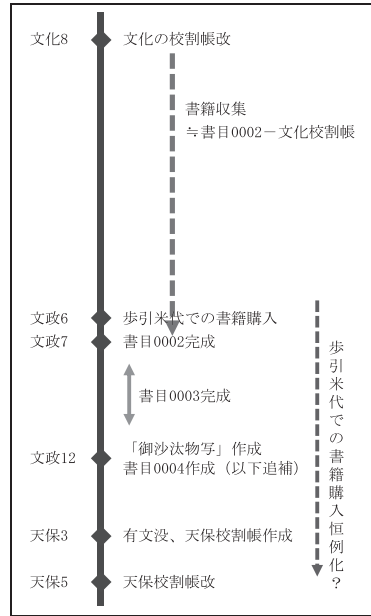 文化8 文化の校割帳改
書籍収集
≒書目0002－文化校割帳
文政6 歩引米代での書籍購入
文政7 書目0002完成
書目0003完成
文政12 「御沙汰物写」作成
書目0004作成（以下追補）
天保3 有文没、天保校割帳作成
天保5 天保校割帳改
歩引米代での書籍購入恒例化？